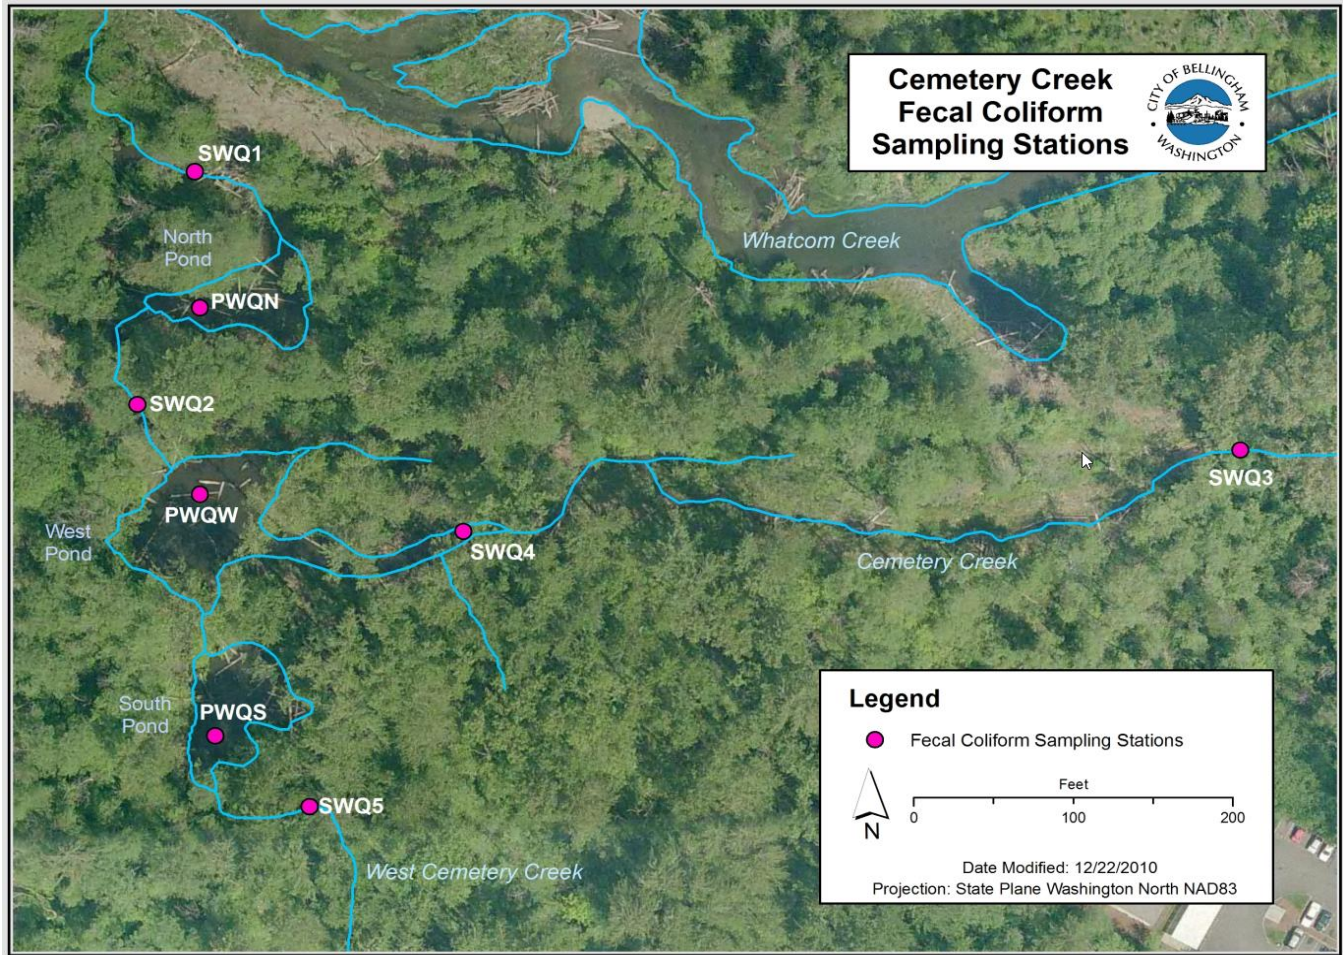 Cemetery Creek
Fecal Coliform
Sampling Stations
CITY OF BELLINGHAM
• WASHINGTON •
SWQ1
North
Pond
Whatcom Creek
PWQN
SWQ2
SWQ3
PWQW
West
Pond
SWQ4
Cemetery Creek
South
Pond
PWQS
SWQ5
West Cemetery Creek
Legend
Fecal Coliform Sampling Stations
N
Feet
0 100 200
Date Modified: 12/22/2010
Projection: State Plane Washington North NAD83